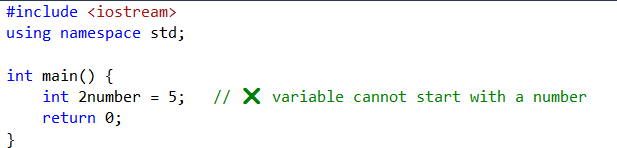 #include <iostream>
using namespace std;

int main() {
    int 2number = 5;   // ❌ variable cannot start with a number
    return 0;
}